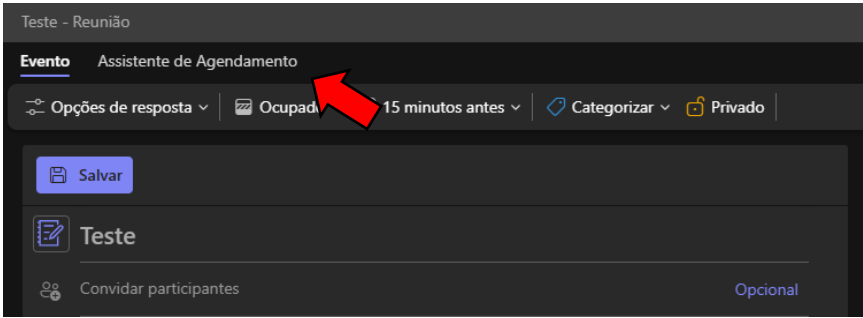 Teste - Reunião
Evento Assistente de Agendamento
Opções de resposta Ocupado 15 minutos antes Categorizar Privado
Salvar
Teste
Convidar participantes Opcional